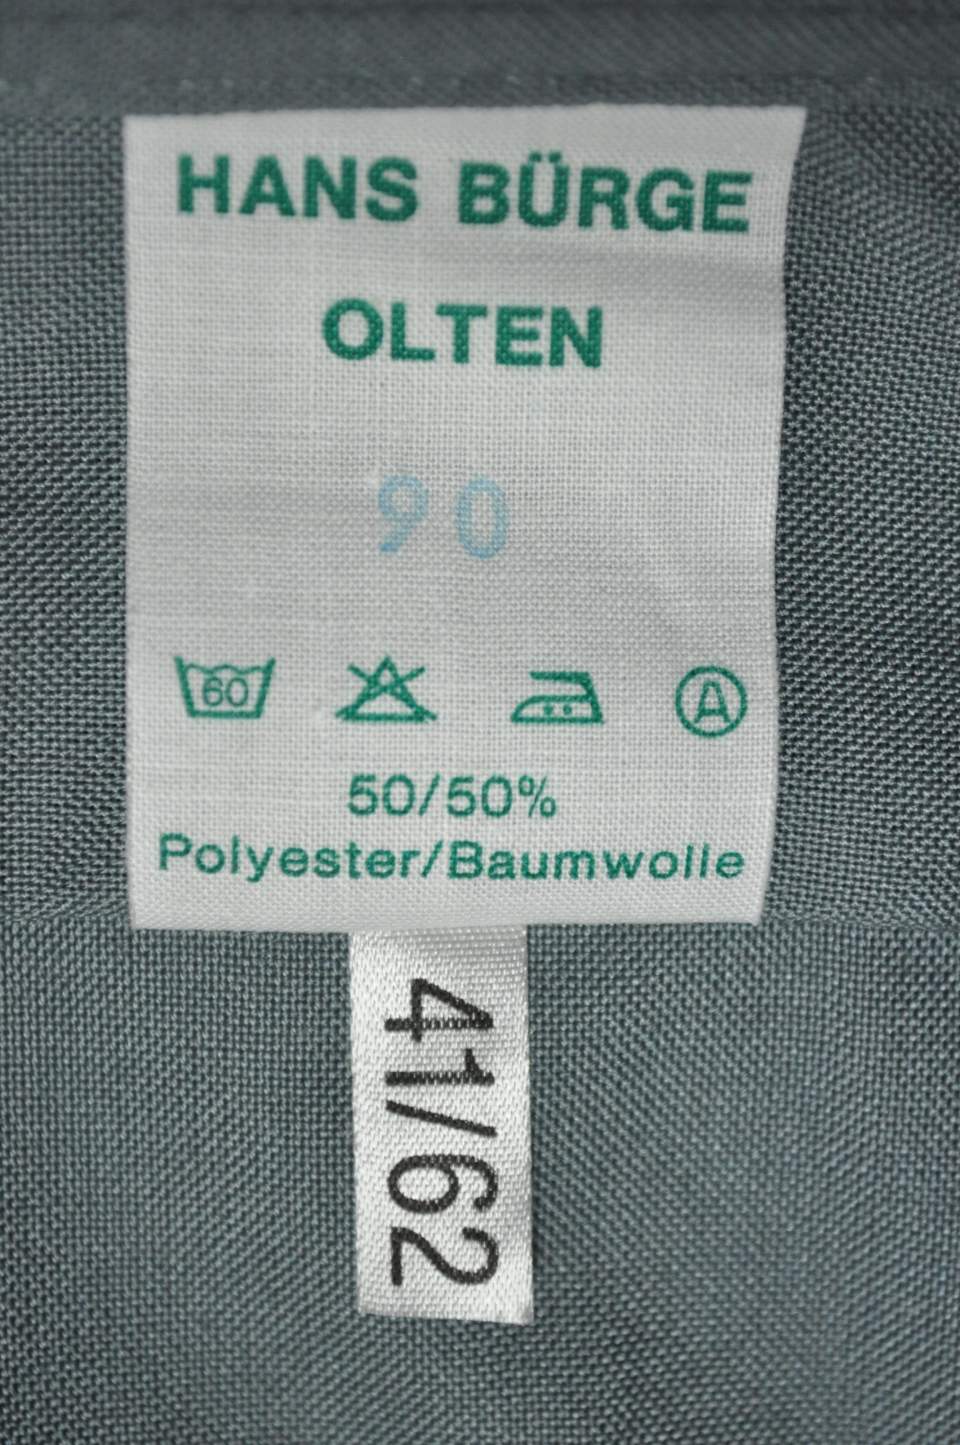 HANS BÜRGE
OLTEN
90
60
A
50/50%
Polyester/Baumwolle
41/62